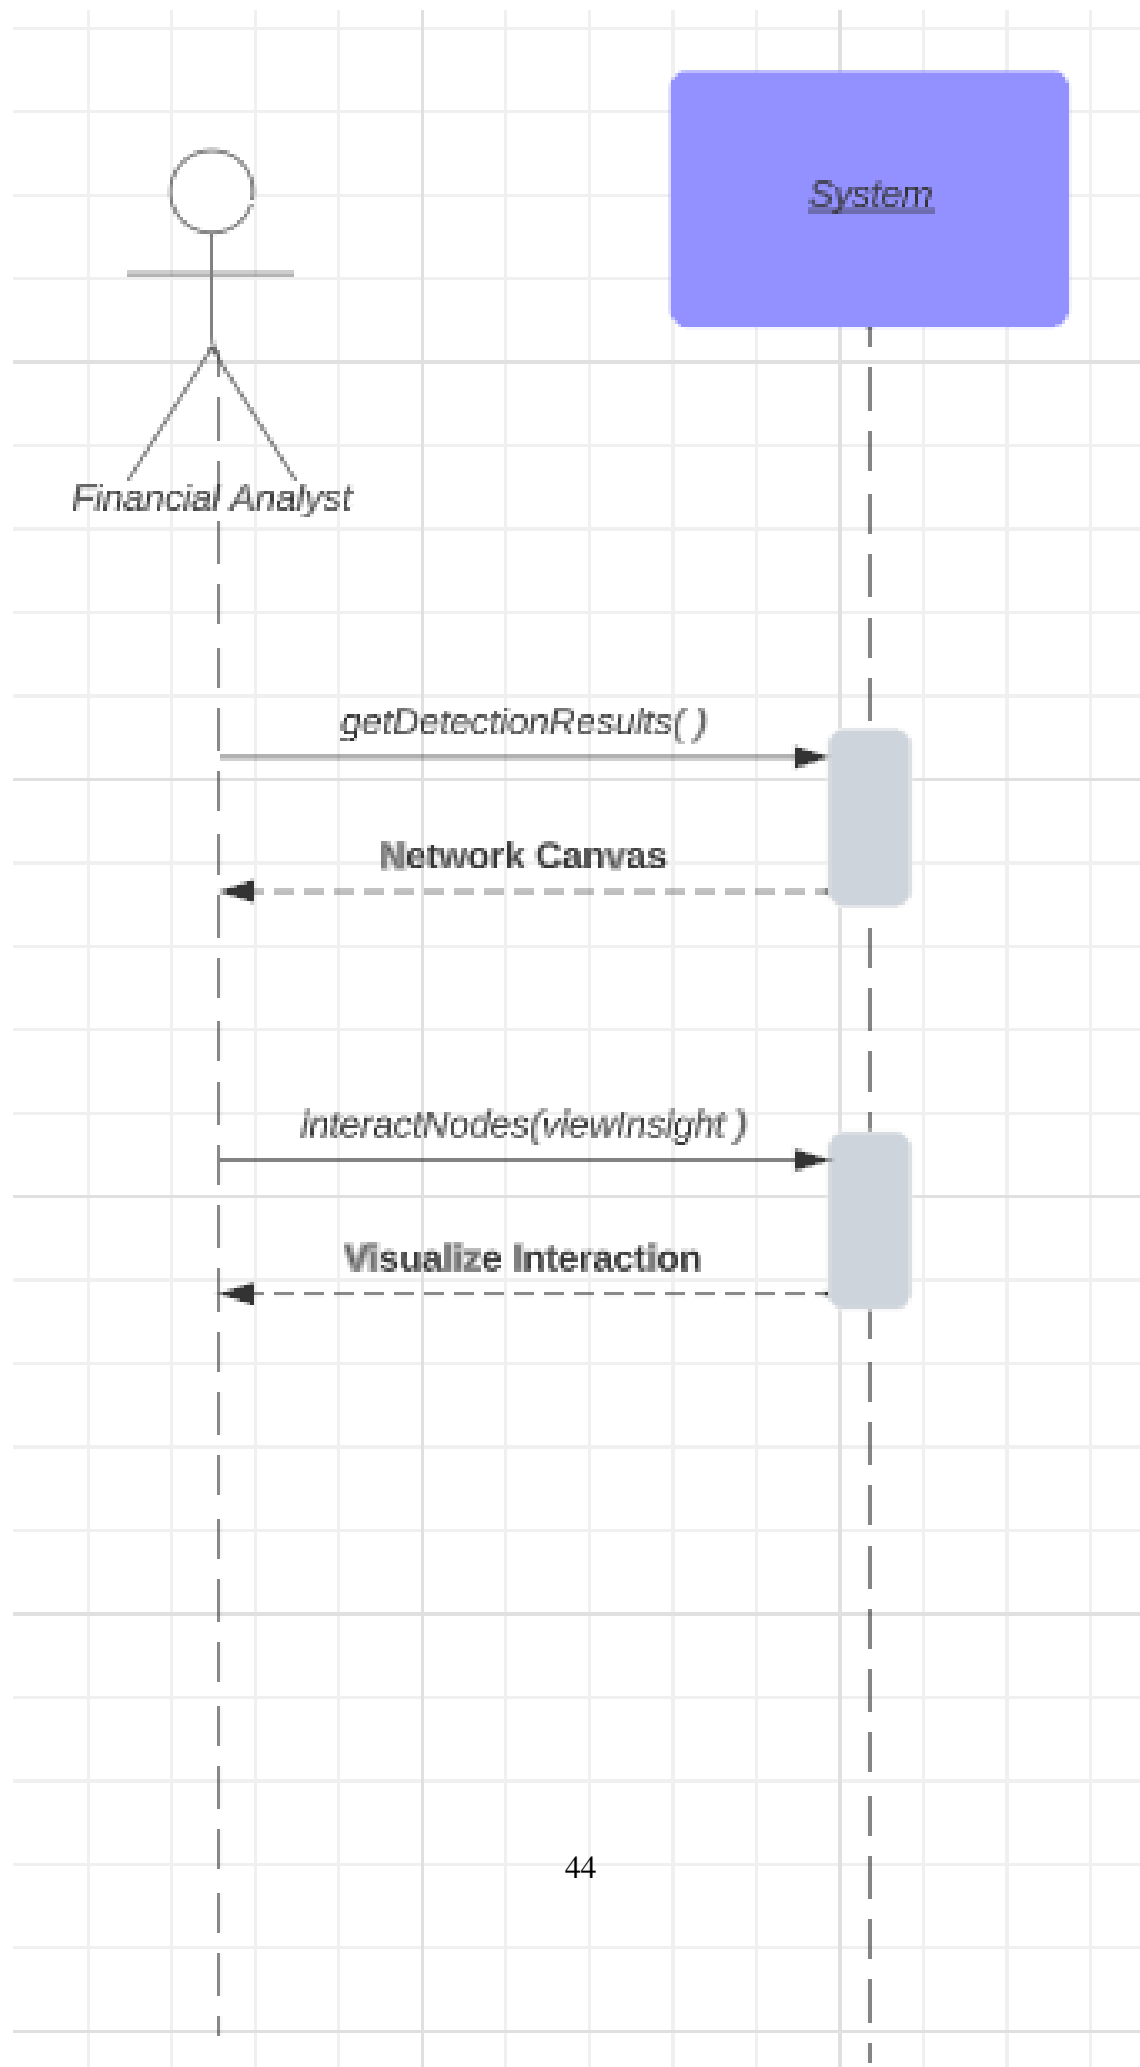 System
Financial Analyst
getDetectionResults( )
Network Canvas
interactNodes(viewInsight )
Visualize Interaction
44